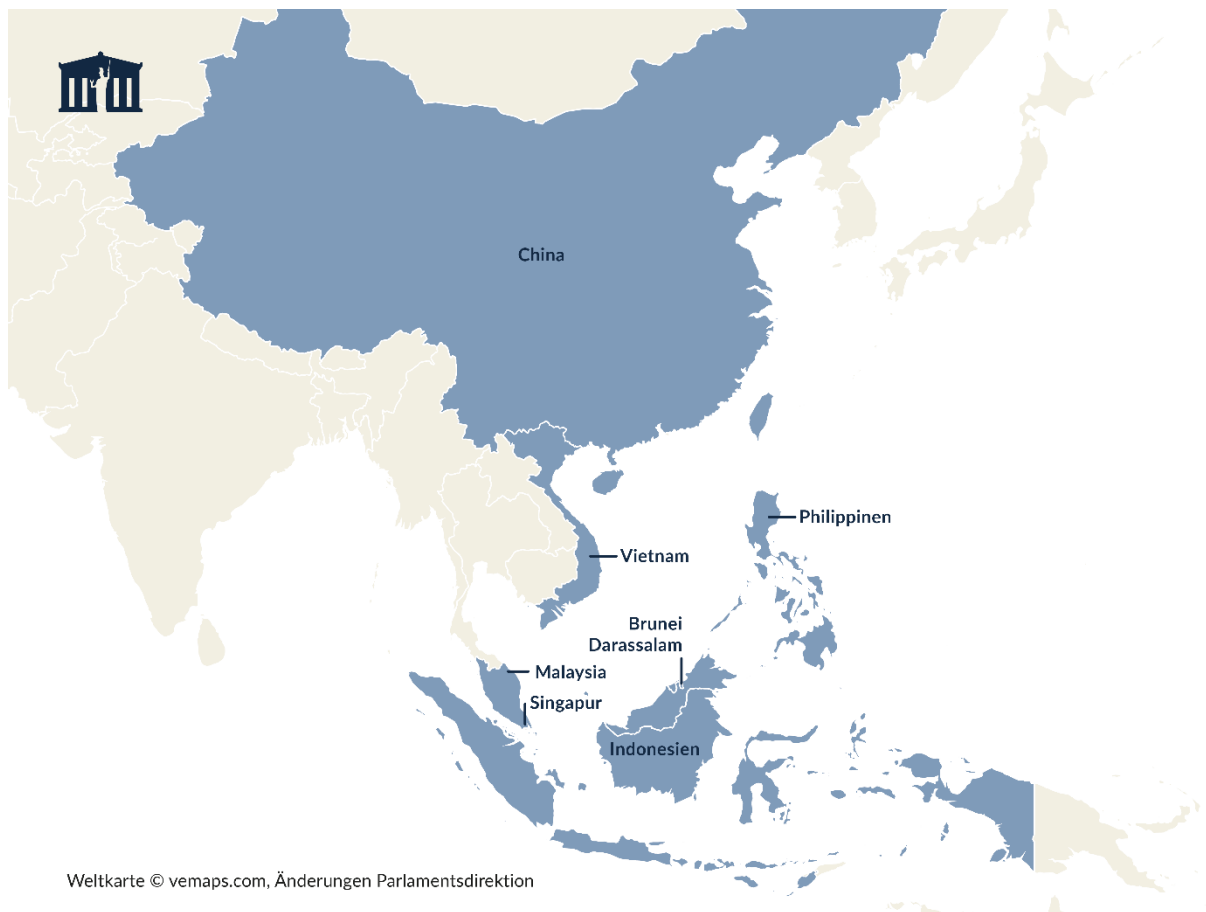 China
Philippinen
Vietnam
Brunei
Darassalam
Malaysia
Singapur
Indonesien
Weltkarte © vemaps.com, Änderungen Parlamentsdirektion